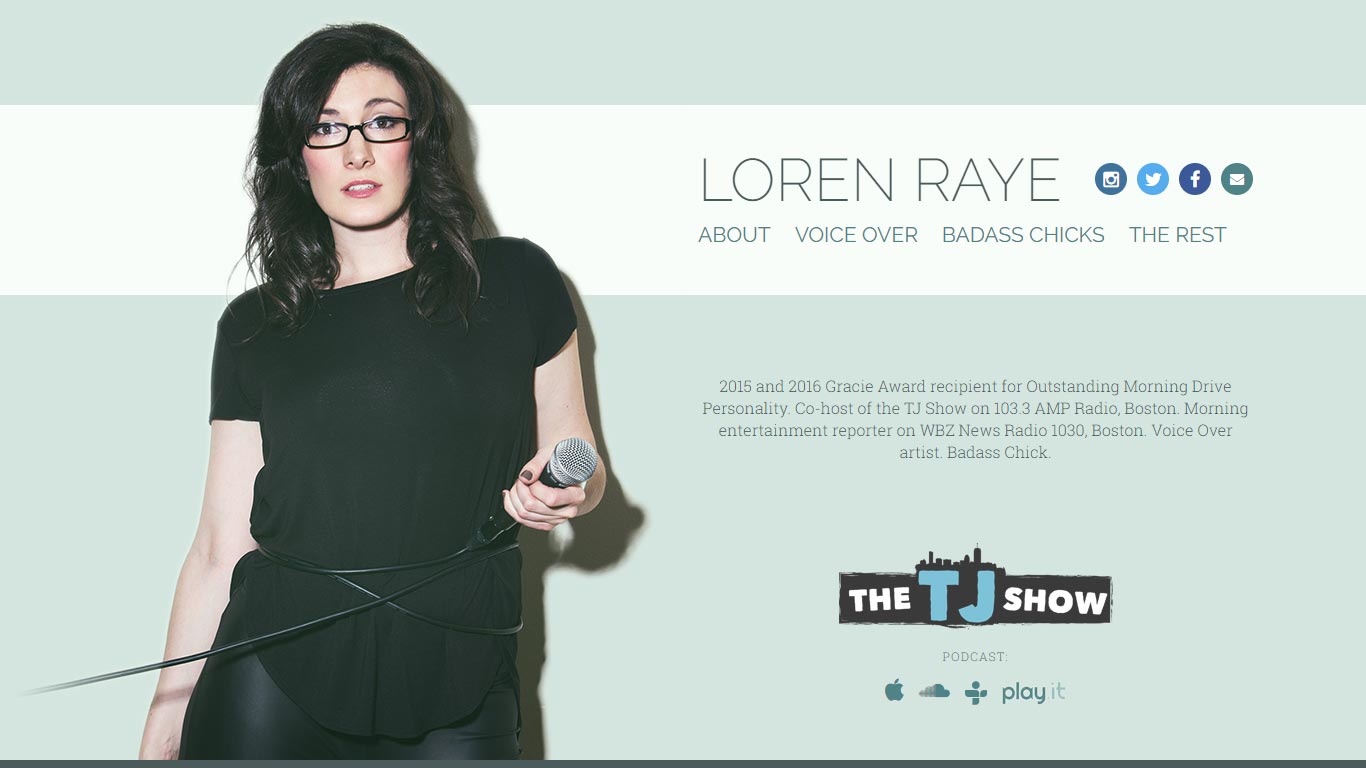 LOREN RAYE
ABOUT VOICE OVER BADASS CHICKS THE REST
2015 and 2016 Gracie Award recipient for Outstanding Morning Drive
Personality. Co-host of the TJ Show on 103.3 AMP Radio, Boston. Morning
entertainment reporter on WBZ News Radio 1030, Boston. Voice Over
artist. Badass Chick.
THE TJ SHOW
PODCAST:
play.it